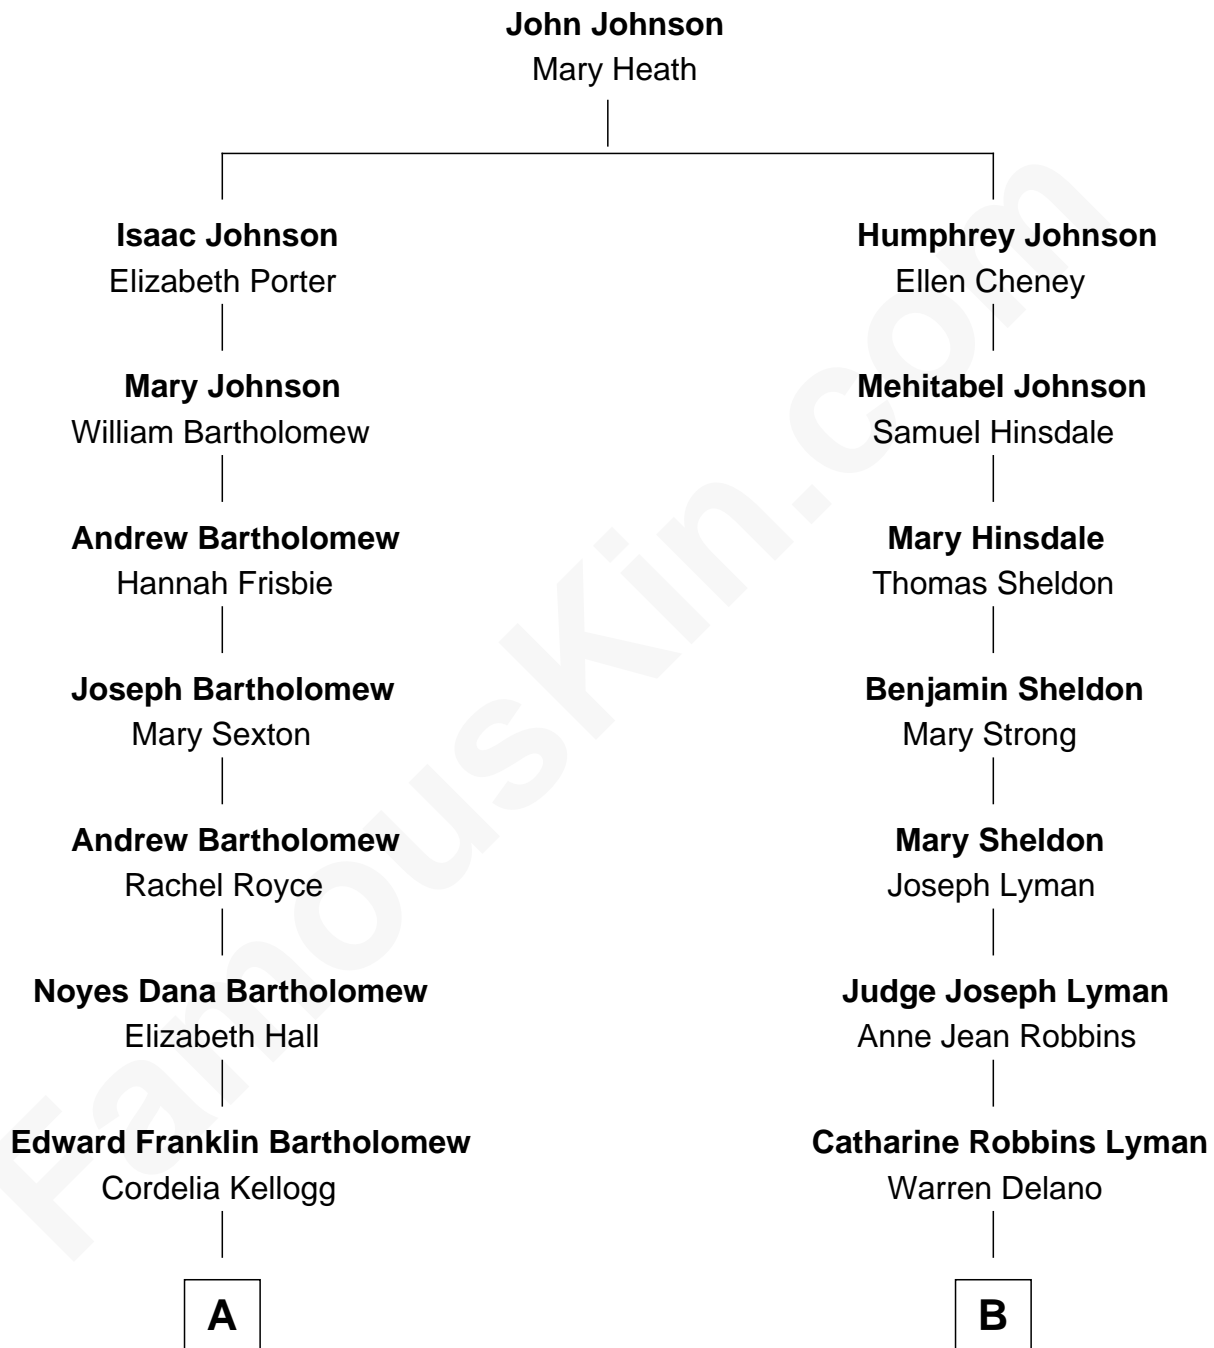 John Johnson
Mary Heath
Isaac Johnson
Elizabeth Porter
Mary Johnson
William Bartholomew
Andrew Bartholomew
Hannah Frisbie
Joseph Bartholomew
Mary Sexton
Andrew Bartholomew
Rachel Royce
Noyes Dana Bartholomew
Elizabeth Hall
Edward Franklin Bartholomew
Cordelia Kellogg
A
Humphrey Johnson
Ellen Cheney
Mehitabel Johnson
Samuel Hinsdale
Mary Hinsdale
Thomas Sheldon
Benjamin Sheldon
Mary Strong
Mary Sheldon
Joseph Lyman
Judge Joseph Lyman
Anne Jean Robbins
Catharine Robbins Lyman
Warren Delano
B
FamousKin.com